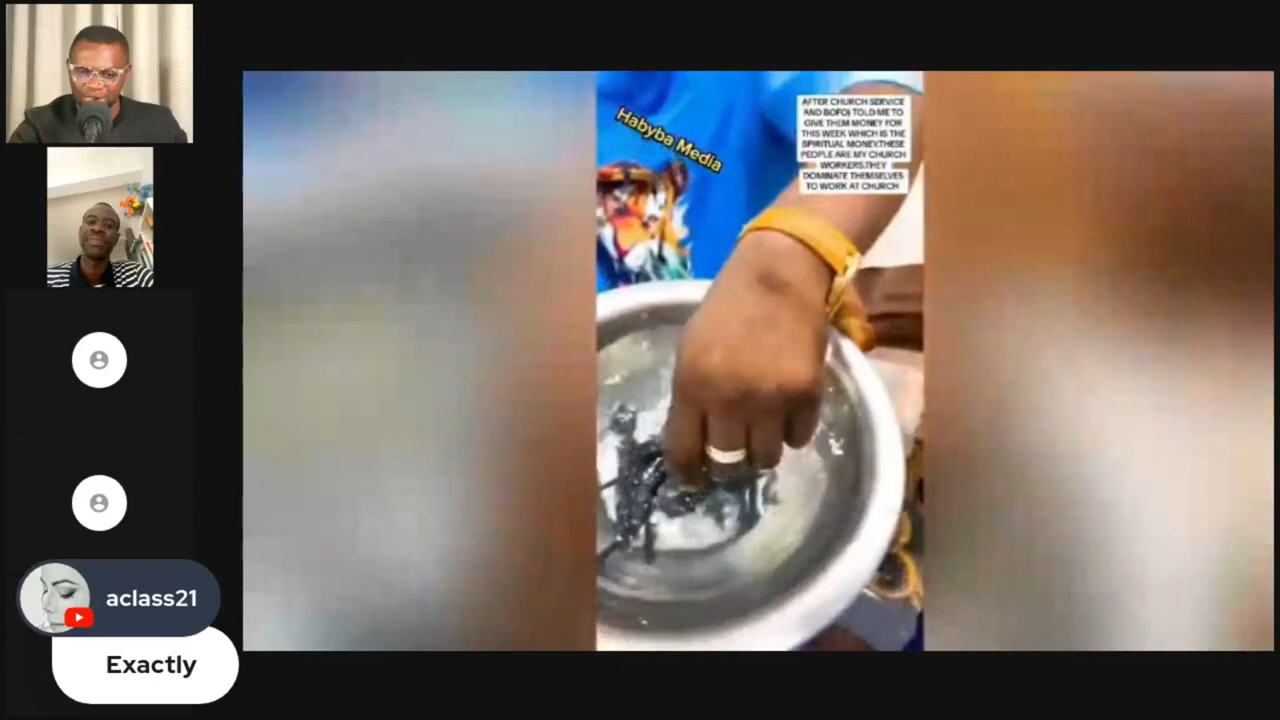 Habyba Media
AFTER CHURCH SERVICE
AND BOFOJ TOLD ME TO
GIVE THEM MONEY FOR
THIS WEEK WHICH IS THE
SPIRITUAL MONEY.THESE
PEOPLE ARE MY CHURCH
WORKERS.THEY
DOMINATE THEMSELVES
TO WORK AT CHURCH
aclass21
Exactly